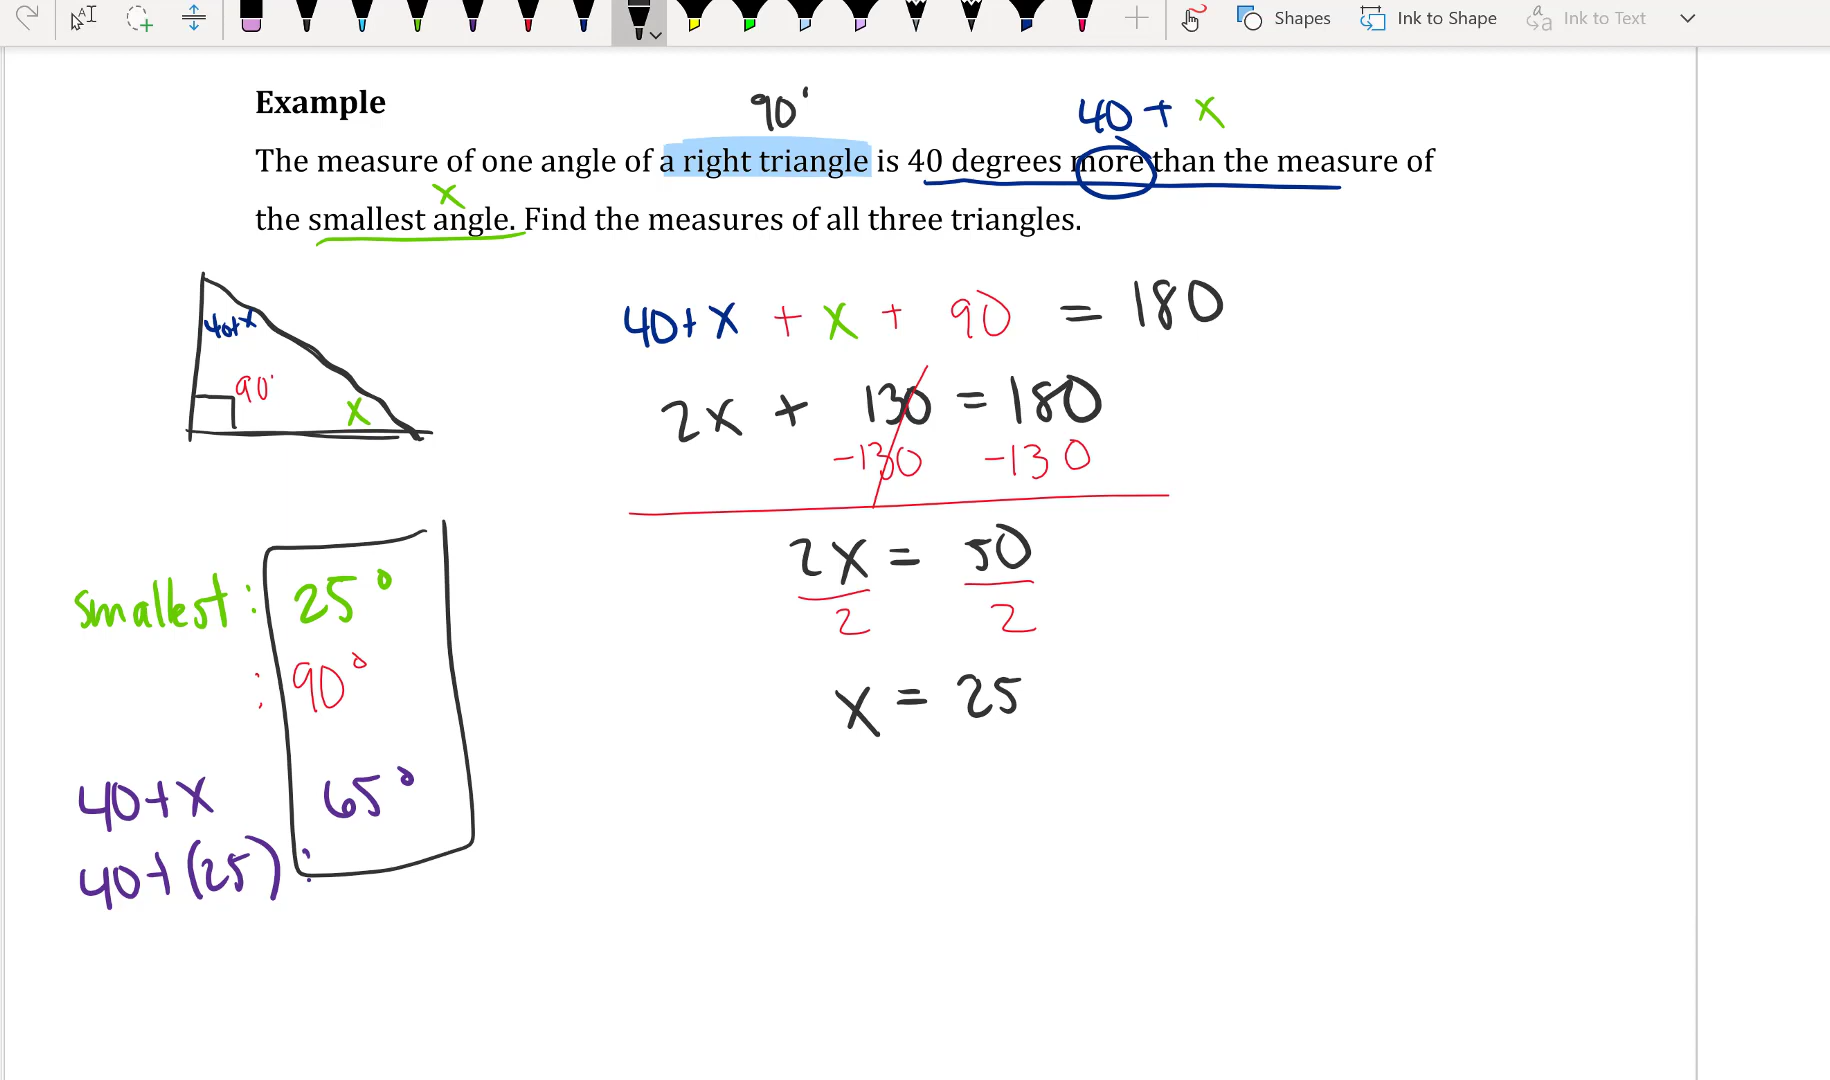 Shapes Ink to Shape Ink to Text
Example
90°
40 + x
The measure of one angle of a right triangle is 40 degrees more than the measure of
x
the smallest angle. Find the measures of all three triangles.
40+x
90°
x
40+x + x + 90 = 180
2x + 130 = 180
-130 -130
2x = 50
2 2
x = 25
smallest : 25°
: 90°
40+x 65°
40+(25) :